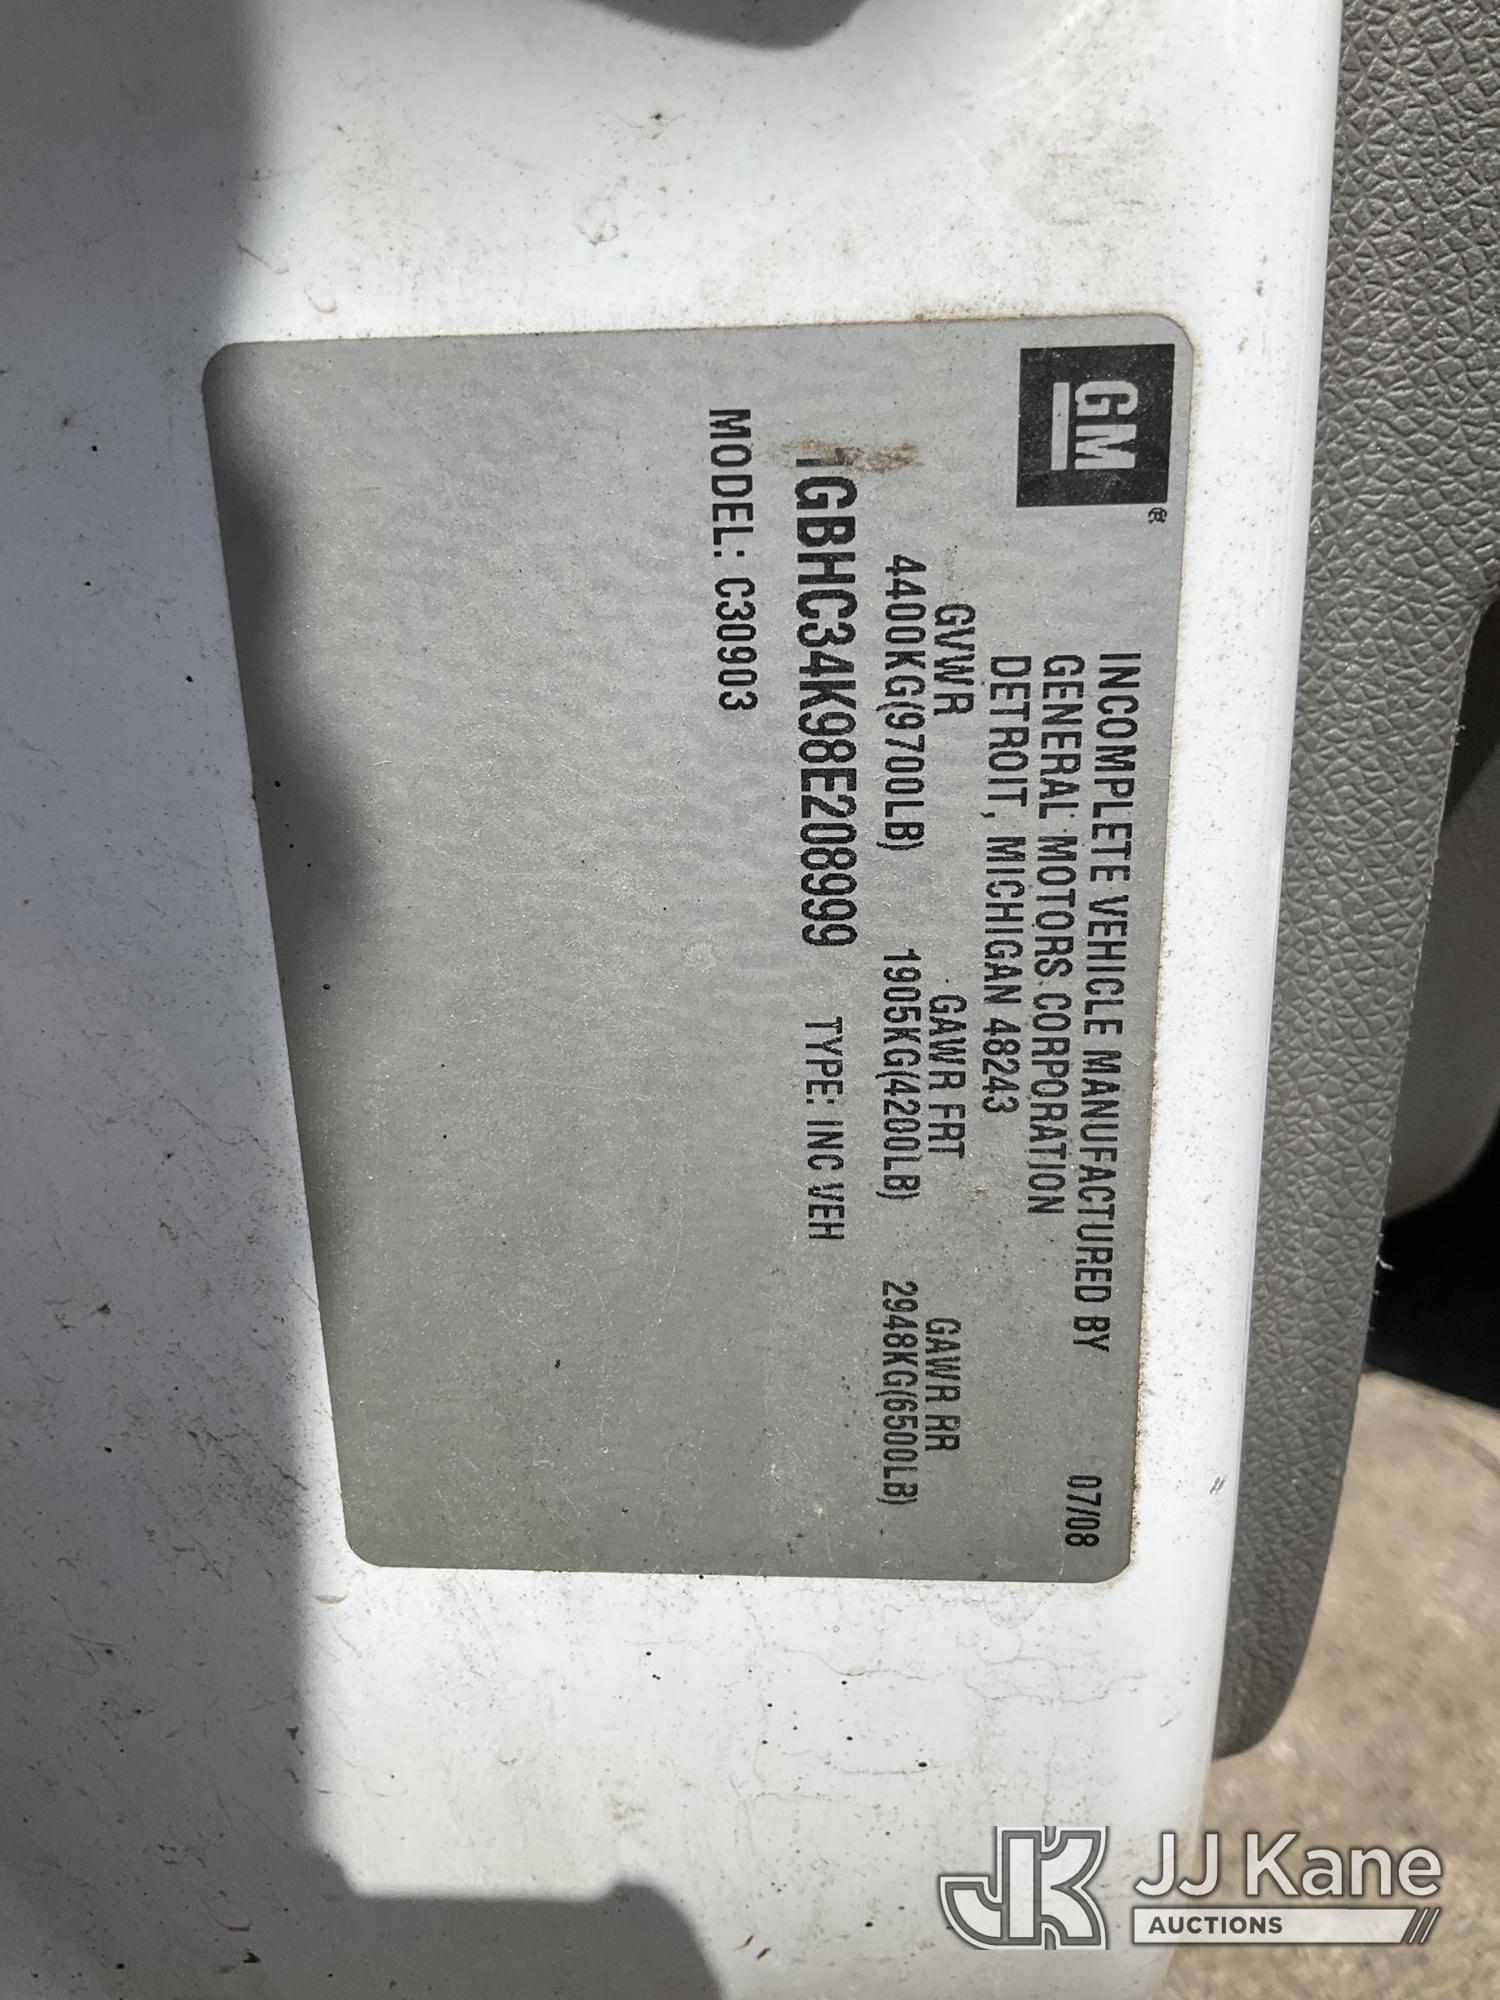 GM®
INCOMPLETE VEHICLE MANUFACTURED BY 07/08
GENERAL MOTORS CORPORATION
DETROIT, MICHIGAN 48243
GVWR GAWR FRT GAWR RR
4400KG(9700LB) 1905KG(4200LB) 2948KG(6500LB)
1GBHC34K98E208999 TYPE: INC VEH
MODEL: C30903
JK JJ Kane
AUCTIONS